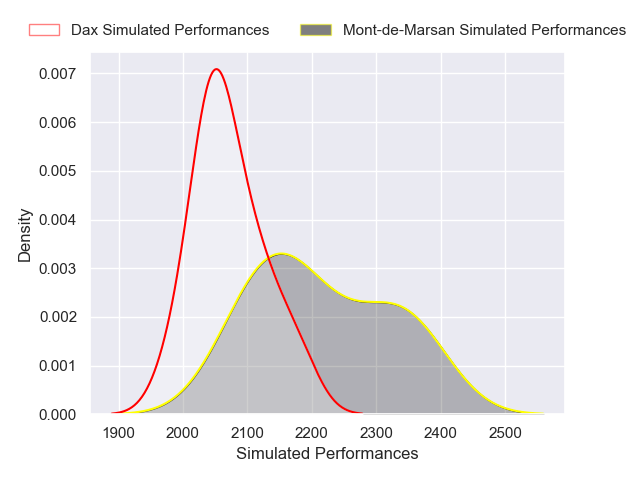 Dax Simulated Performances
Mont-de-Marsan Simulated Performances
0.007
0.006
0.005
0.004
0.003
0.002
0.001
0.000
Density
1900 2000 2100 2200 2300 2400 2500
Simulated Performances